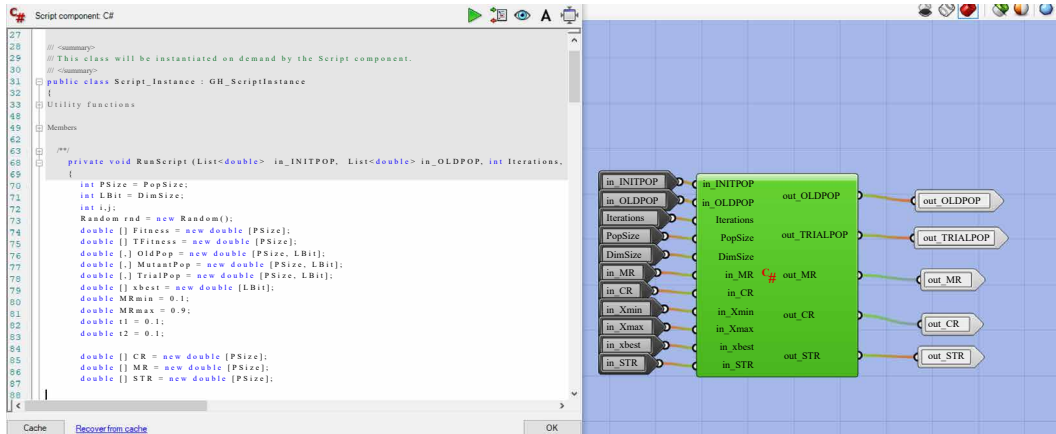 Script component: C#
A
27
28 /// <summary>
29 /// This class will be instantiated on demand by the Script component.
30 /// </summary>
31 public class Script_Instance : GH_ScriptInstance
32 {
33 Utility functions
48
49 Members
62
63 /**/
68 private void RunScript (List<double> in_INITPOP, List<double> in_OLDPOP, int Iterations,
69 {
70 int PSize = PopSize;
71 int LBit = DimSize;
72 int i,j;
73 Random rnd = new Random();
74 double [] Fitness = new double [PSize];
75 double [] TFitness = new double [PSize];
76 double [,] OldPop = new double [PSize, LBit];
77 double [,] MutantPop = new double [PSize, LBit];
78 double [,] TrialPop = new double [PSize, LBit];
79 double [] xbest = new double [LBit];
80 double MRmin = 0.1;
81 double MRmax = 0.9;
82 double t1 = 0.1;
83 double t2 = 0.1;
84
85 double [] CR = new double [PSize];
86 double [] MR = new double [PSize];
87 double [] STR = new double [PSize];
88
Cache Recover from cache OK
in_INITPOP
in_OLDPOP
Iterations
PopSize
DimSize
in_MR
in_CR
in_Xmin
in_Xmax
in_xbest
in_STR
in_INITPOP
in_OLDPOP
Iterations
PopSize
DimSize
in_MR
in_CR
in_Xmin
in_Xmax
in_xbest
in_STR
C#
out_OLDPOP
out_TRIALPOP
out_MR
out_CR
out_STR
out_OLDPOP
out_TRIALPOP
out_MR
out_CR
out_STR